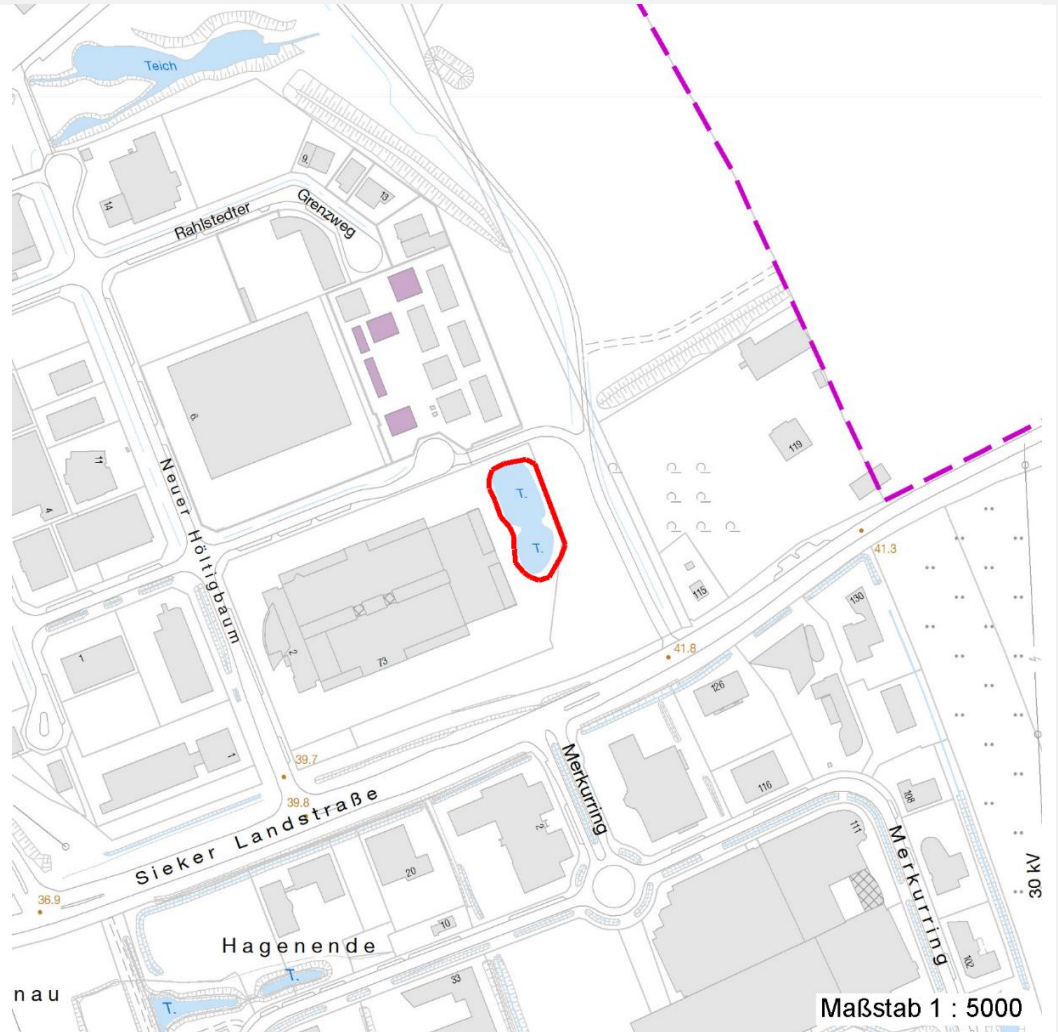 Teich
9.
13
14
Rahlstedter
Grenzweg
6.
11
4
Neuer Höltigbaum
T.
T.
119
41.3
115
130
2
73
41.8
126
1
1
39.7
39.8
Sieker Landstraße
Merkurring
116
108
111
2
20
36.9
10
Hagenende
Merkurring
30 kV
T.
33
102
nau
T.
Maßstab 1 : 5000